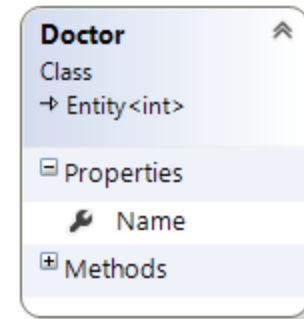 Doctor
Class
Entity<int>
Properties
Name
Methods